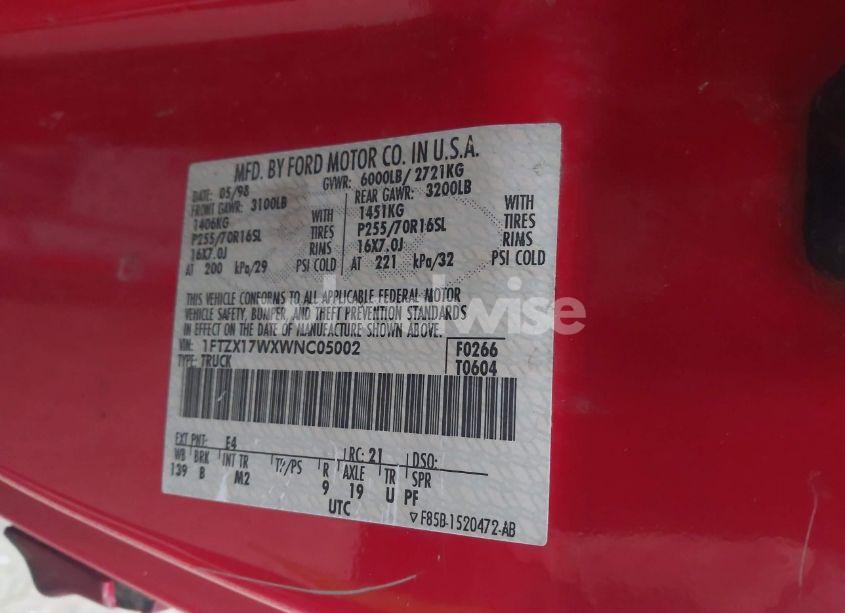 MFD. BY FORD MOTOR CO. IN U.S.A.
DATE: 05/98 GVWR: 6000LB/ 2721KG
FRONT GAWR: 3100LB REAR GAWR: 3200LB
1406KG WITH 1451KG WITH
P255/70R16SL TIRES P255/70R16SL TIRES
16X7.0J RIMS 16X7.0J RIMS
AT 200 kPa/29 PSI COLD AT 221 kPa/32 PSI COLD
THIS VEHICLE CONFORMS TO ALL APPLICABLE FEDERAL MOTOR
VEHICLE SAFETY, BUMPER, AND THEFT PREVENTION STANDARDS
IN EFFECT ON THE DATE OF MANUFACTURE SHOWN ABOVE.
VIN: 1FTZX17WXWNC05002 F0266
TYPE: TRUCK T0604
EXT PNT: E4 RC: 21 DSO:
WB BRK INT TR TP/PS R AXLE TR SPR
139 B M2 9 19 U PF
UTC
▽F85B-1520472-AB